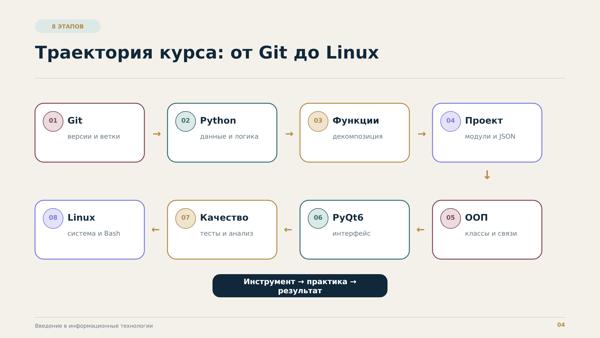 8 ЭТАПОВ
Траектория курса: от Git до Linux
01 Git
версии и ветки
→
02 Python
данные и логика
→
03 Функции
декомпозиция
→
04 Проект
модули и JSON
↓
08 Linux
система и Bash
←
07 Качество
тесты и анализ
←
06 PyQt6
интерфейс
←
05 ООП
классы и связи
Инструмент → практика →
результат
Введение в информационные технологии
04